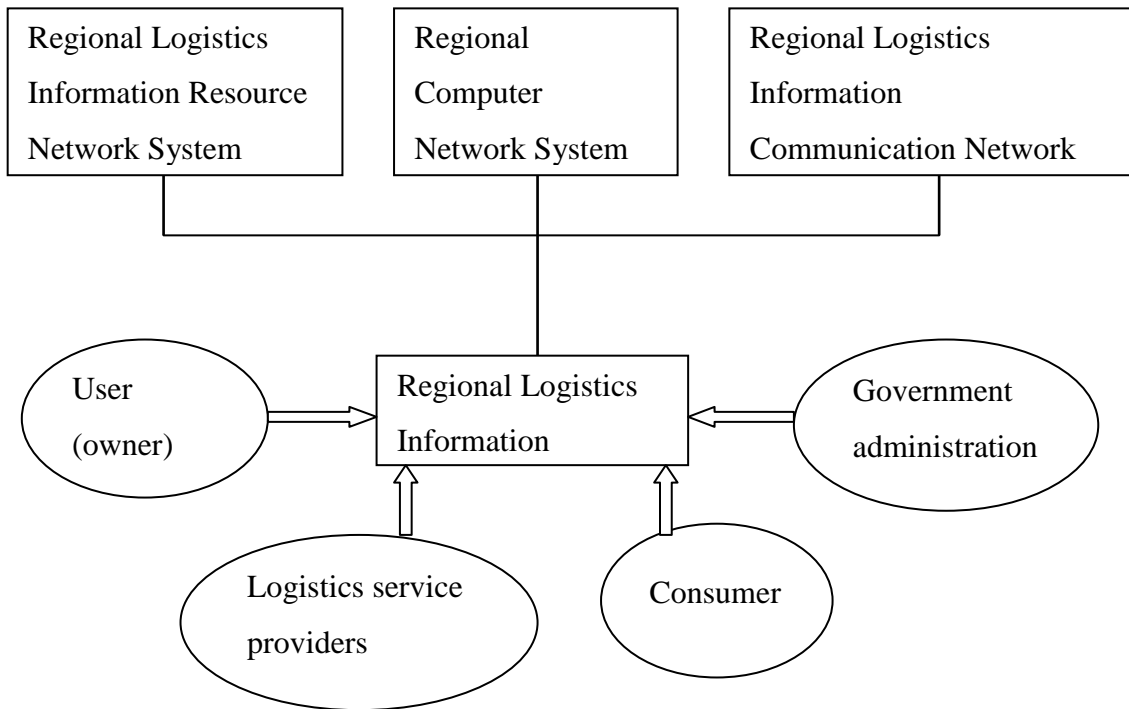 Regional Logistics
Information Resource
Network System
Regional
Computer
Network System
Regional Logistics
Information
Communication Network
User
(owner)
Regional Logistics
Information
Government
administration
Logistics service
providers
Consumer